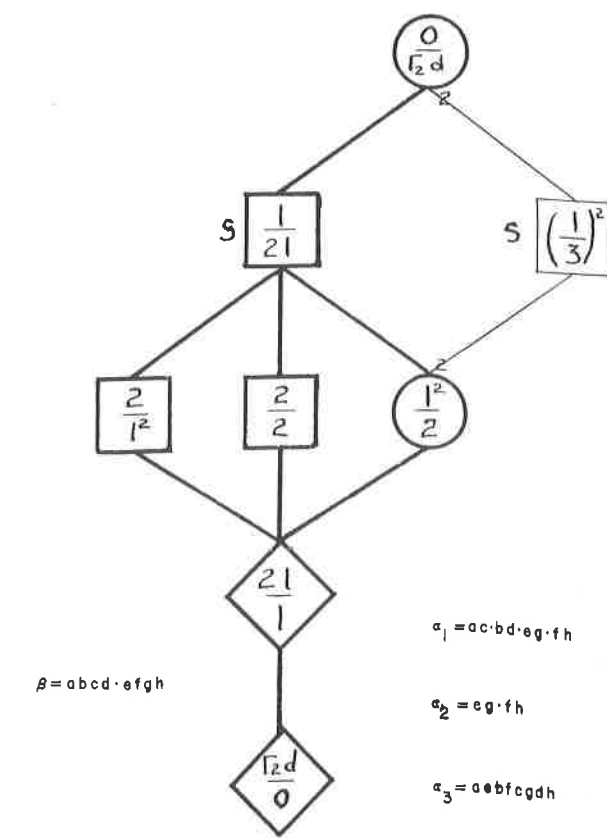 0
Γ₂d
2
S 1
21
S (1
3)²
2
1²
2
2
1²
2
2
21
1
α₁ = ac·bd·eg·fh
β = abcd·efgh
α₂ = eg·fh
Γ₂d
0
α₃ = aebfcgdh